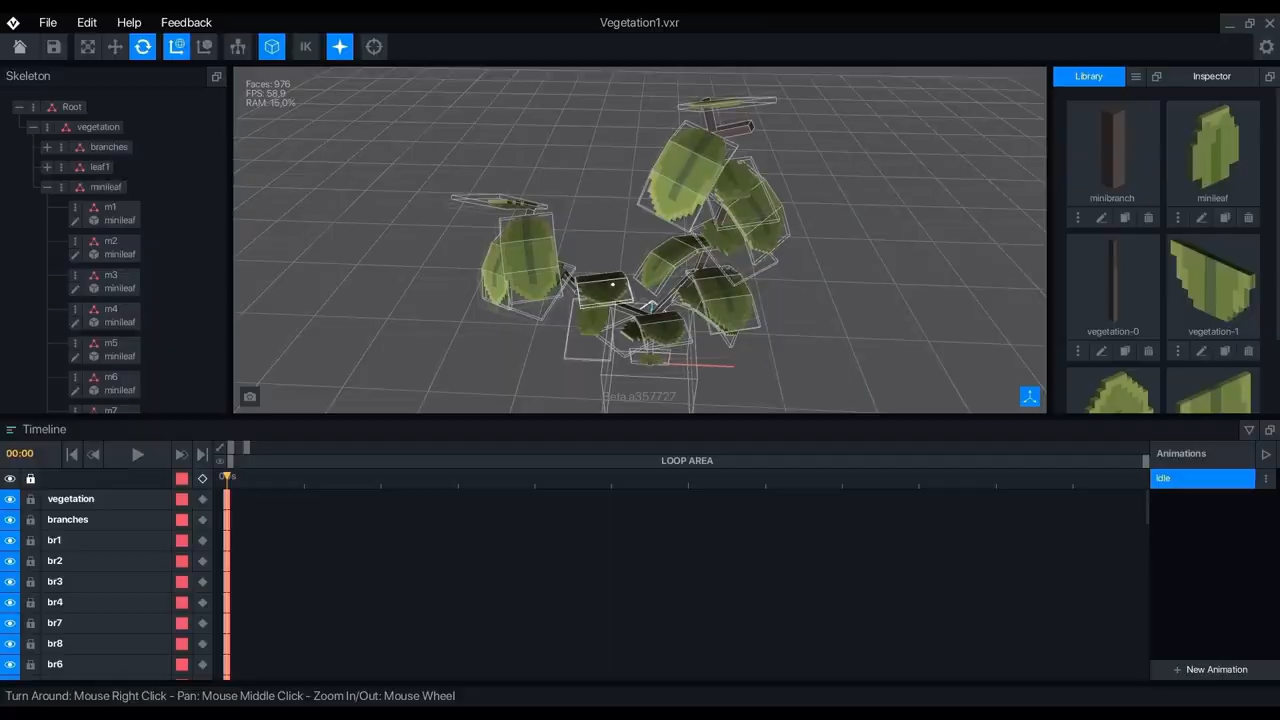 File Edit Help Feedback Vegetation1.vxr
IK
Skeleton
Library
Inspector
Faces: 976
FPS: 58,9
RAM: 15,0%
Root
vegetation
branches
leaf1
minileaf
m1
minileaf
m2
minileaf
m3
minileaf
m4
minileaf
m5
minileaf
m6
minileaf
m7
minibranch
minileaf
vegetation-0
vegetation-1
Beta a357727
Timeline
00:00
LOOP AREA
Animations
Idle
vegetation
branches
br1
br2
br3
br4
br7
br8
br6
+ New Animation
Turn Around: Mouse Right Click - Pan: Mouse Middle Click - Zoom In/Out: Mouse Wheel